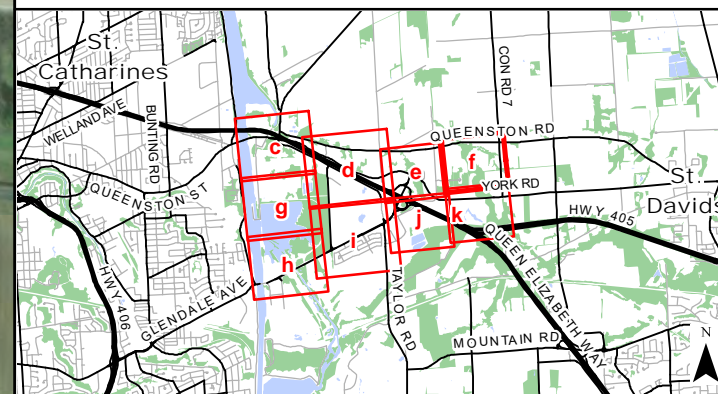 St.
Catharines
WELLAND AVE
BUNTING RD
QUEENSTON ST
HWY 406
GLENDALE AVE
CON RD 7
QUEENSTON RD
c
d
e
f
YORK RD
St.
Davids
g
j
k
HWY 405
h
i
TAYLOR RD
QUEEN ELIZABETH WAY
MOUNTAIN RD
N